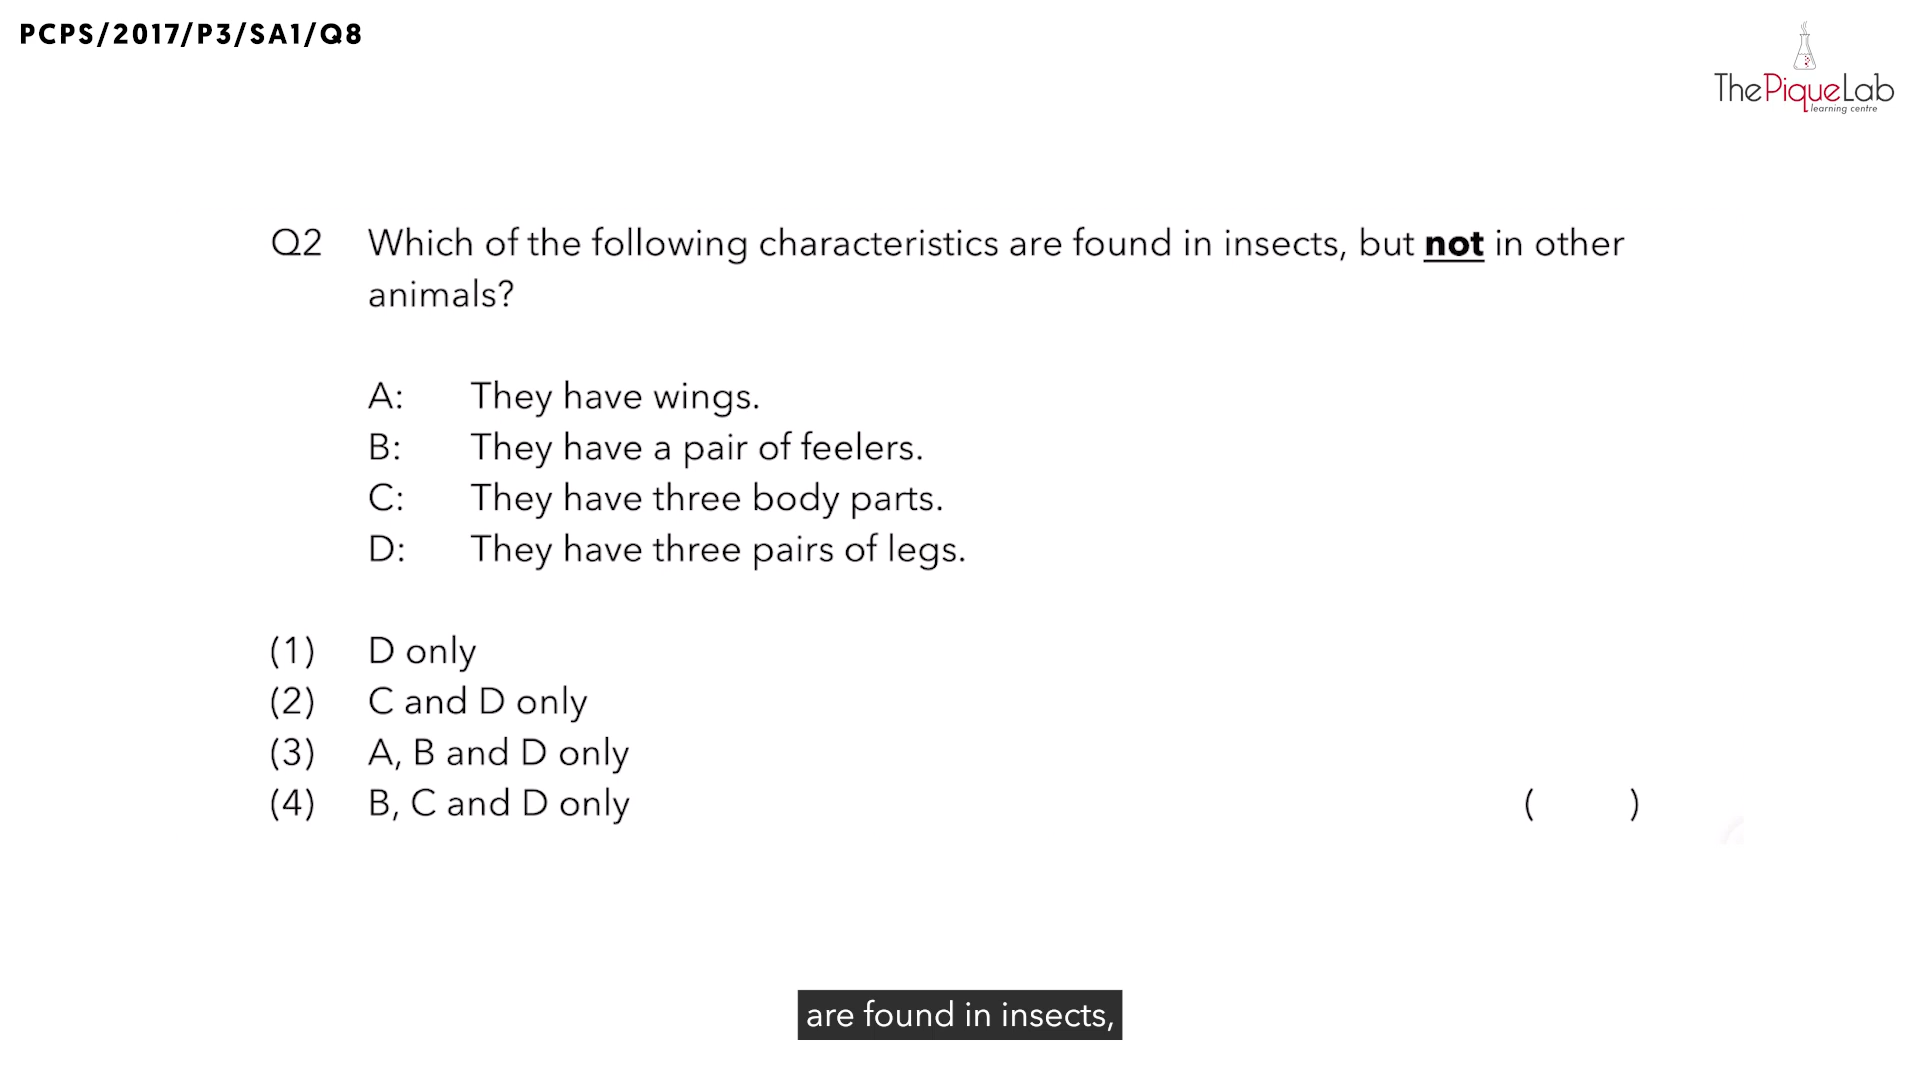 PCPS/2017/P3/SA1/Q8
ThePiqueLab
learning centre
Q2 Which of the following characteristics are found in insects, but not in other
animals?
A: They have wings.
B: They have a pair of feelers.
C: They have three body parts.
D: They have three pairs of legs.
(1) D only
(2) C and D only
(3) A, B and D only
(4) B, C and D only ( )
are found in insects,